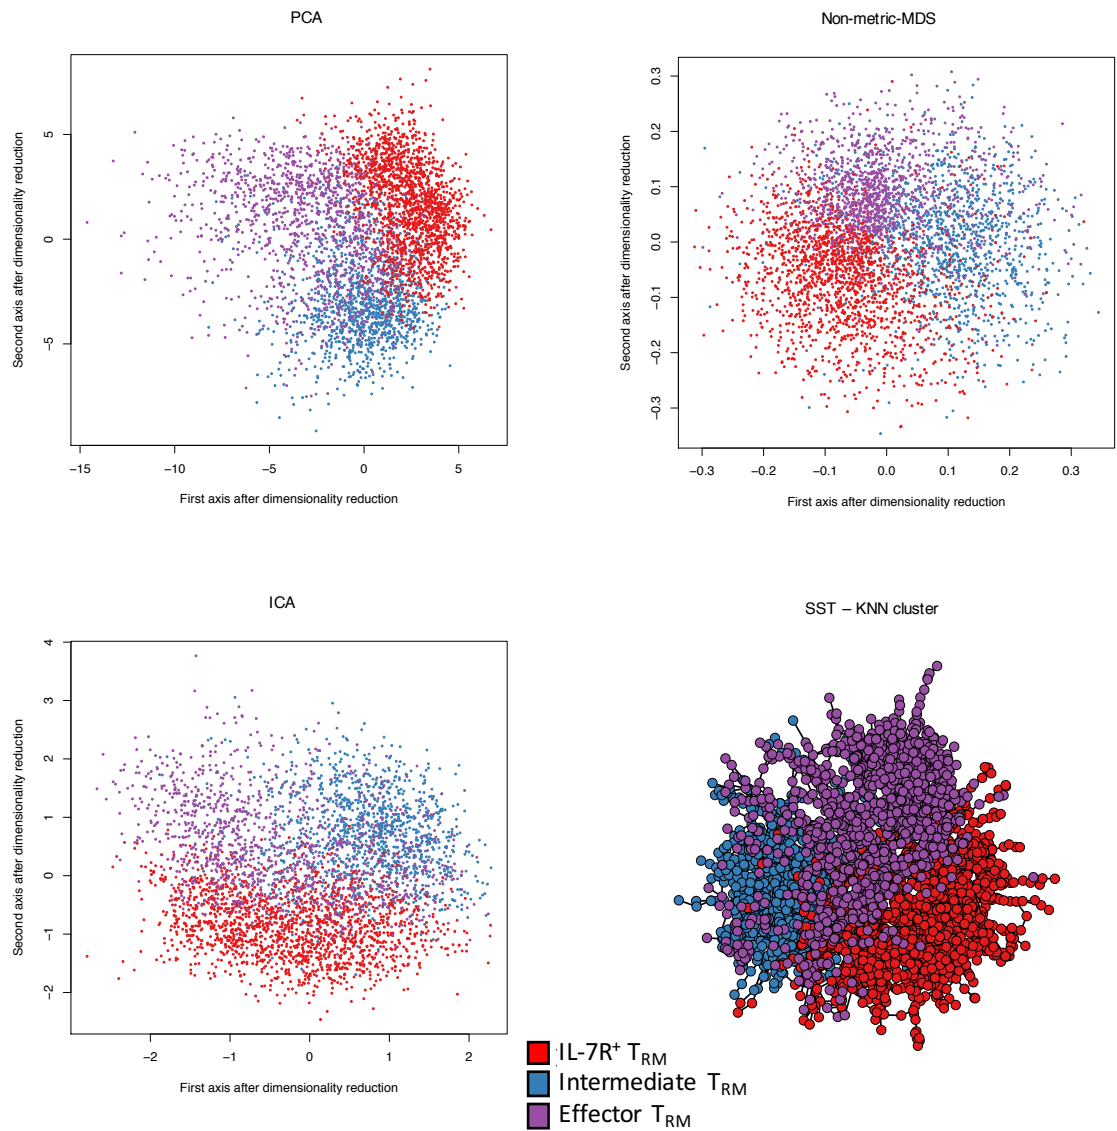 PCA
Second axis after dimensionality reduction
5
0
−5
−15 −10 −5 0 5
First axis after dimensionality reduction
Non-metric-MDS
Second axis after dimensionality reduction
0.3
0.2
0.1
0.0
−0.1
−0.2
−0.3
−0.3 −0.2 −0.1 0.0 0.1 0.2 0.3
First axis after dimensionality reduction
ICA
Second axis after dimensionality reduction
4
3
2
1
0
−1
−2
−2 −1 0 1 2
First axis after dimensionality reduction
SST − KNN cluster
IL-7R⁺ T_RM
Intermediate T_RM
Effector T_RM